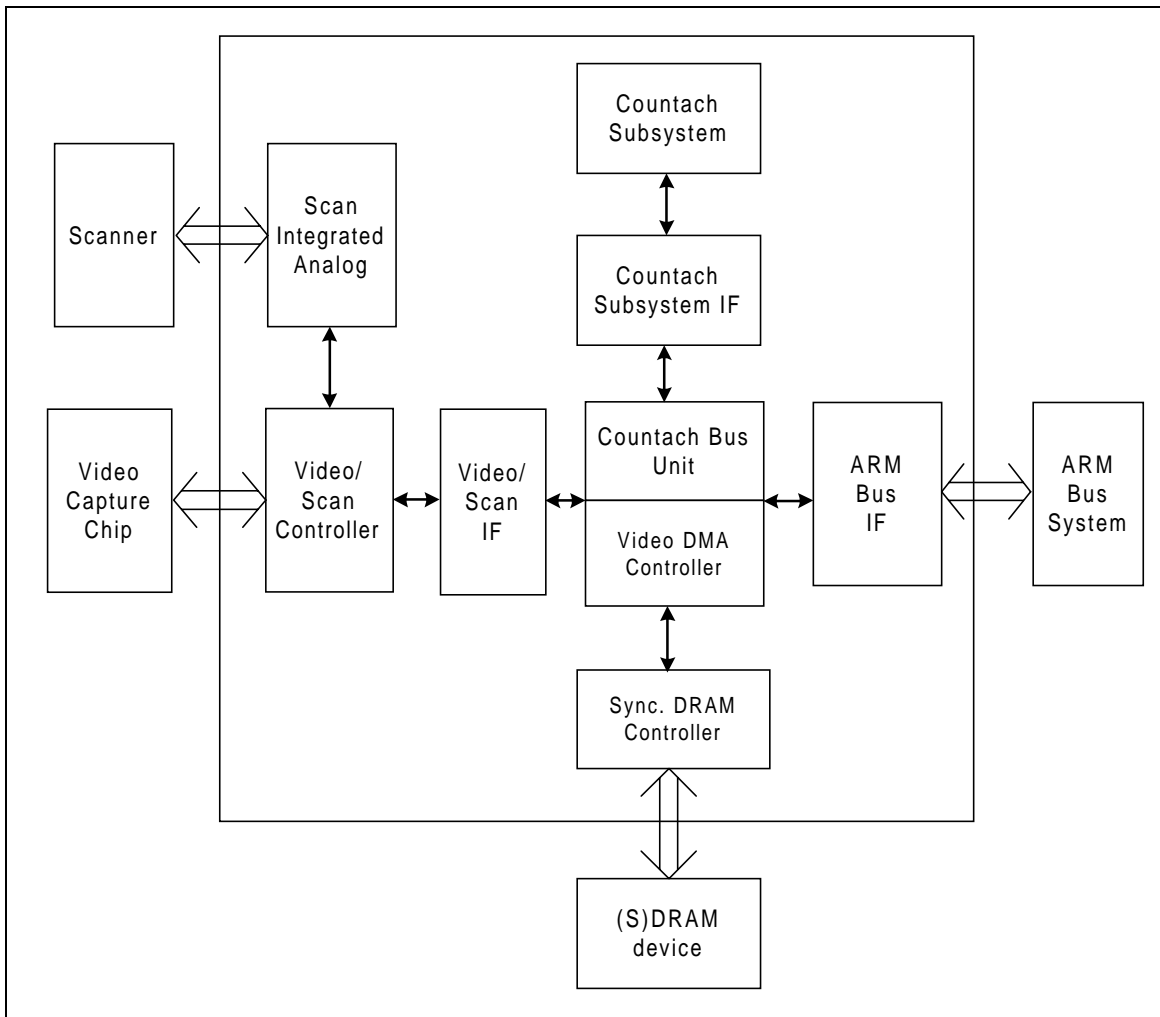 Countach
Subsystem
Scanner
Scan
Integrated
Analog
Countach
Subsystem IF
Video
Capture
Chip
Video/
Scan
Controller
Video/
Scan
IF
Countach Bus
Unit
Video DMA
Controller
ARM
Bus
IF
ARM
Bus
System
Sync. DRAM
Controller
(S)DRAM
device